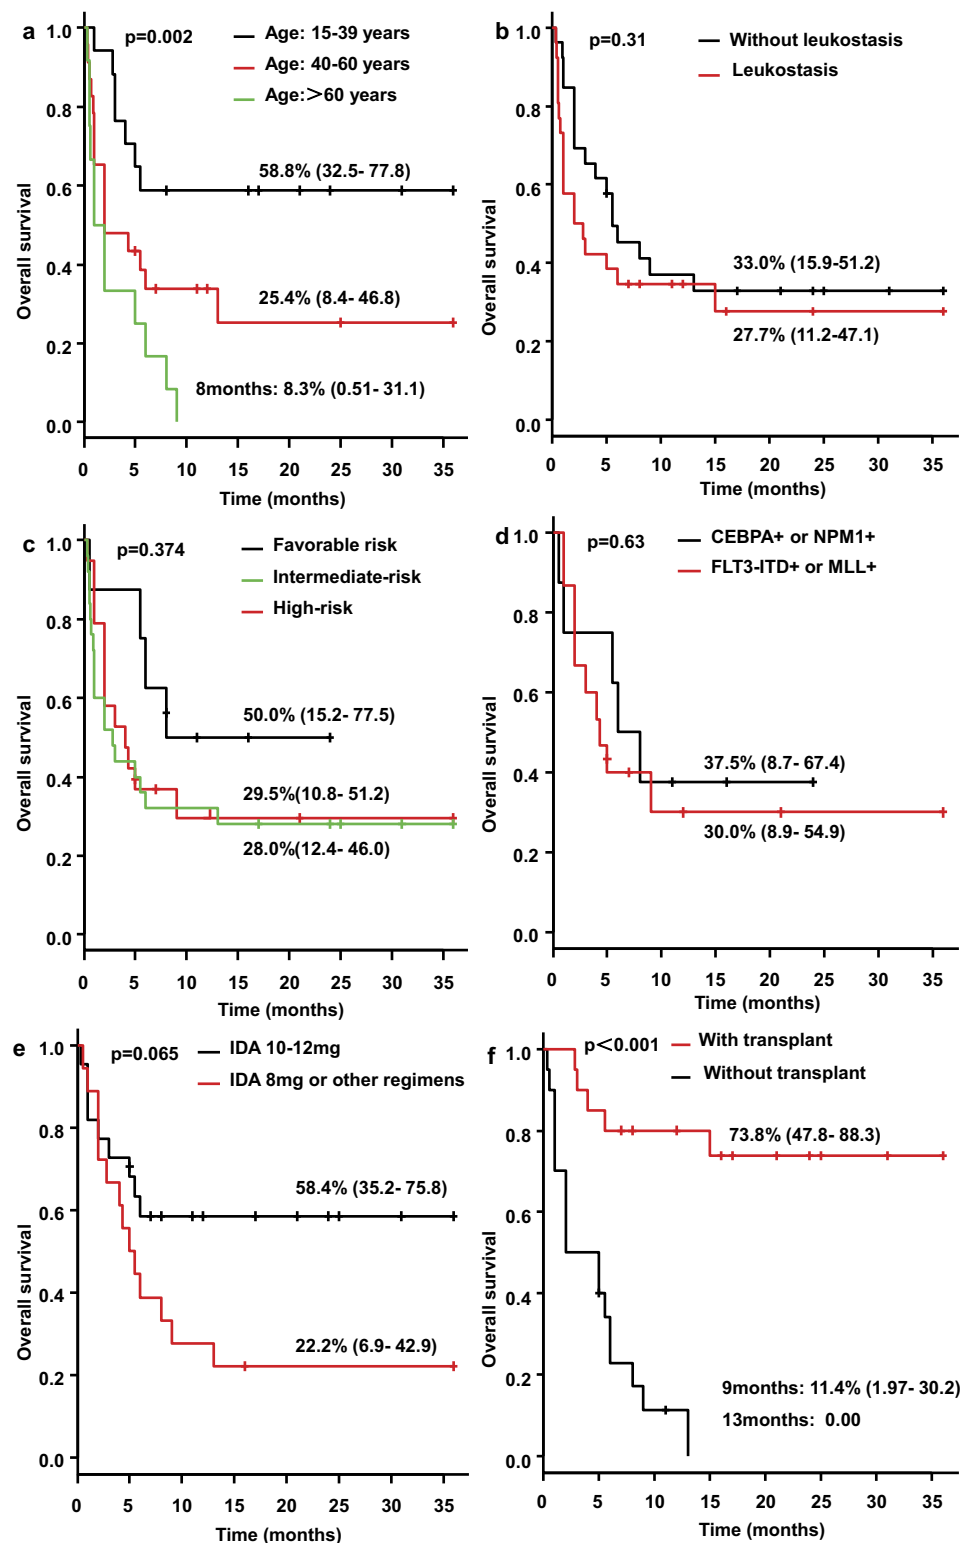 a
p=0.002
Age: 15-39 years
Age: 40-60 years
Age:＞60 years
58.8% (32.5- 77.8)
25.4% (8.4- 46.8)
8months: 8.3% (0.51- 31.1)
Overall survival
1.0
0.8
0.6
0.4
0.2
0.0
0 5 10 15 20 25 30 35
Time (months)
b
p=0.31
Without leukostasis
Leukostasis
33.0% (15.9-51.2)
27.7% (11.2-47.1)
Overall survival
1.0
0.8
0.6
0.4
0.2
0.0
0 5 10 15 20 25 30 35
Time (months)
c
p=0.374
Favorable risk
Intermediate-risk
High-risk
50.0% (15.2- 77.5)
29.5%(10.8- 51.2)
28.0%(12.4- 46.0)
Overall survival
1.0
0.8
0.6
0.4
0.2
0.0
0 5 10 15 20 25 30 35
Time (months)
d
p=0.63
CEBPA+ or NPM1+
FLT3-ITD+ or MLL+
37.5% (8.7- 67.4)
30.0% (8.9- 54.9)
Overall survival
1.0
0.8
0.6
0.4
0.2
0.0
0 5 10 15 20 25 30 35
Time (months)
e
p=0.065
IDA 10-12mg
IDA 8mg or other regimens
58.4% (35.2- 75.8)
22.2% (6.9- 42.9)
Overall survival
1.0
0.8
0.6
0.4
0.2
0.0
0 5 10 15 20 25 30 35
Time (months)
f
p＜0.001
With transplant
Without transplant
73.8% (47.8- 88.3)
9months: 11.4% (1.97- 30.2)
13months: 0.00
Overall survival
1.0
0.8
0.6
0.4
0.2
0.0
0 5 10 15 20 25 30 35
Time (months)